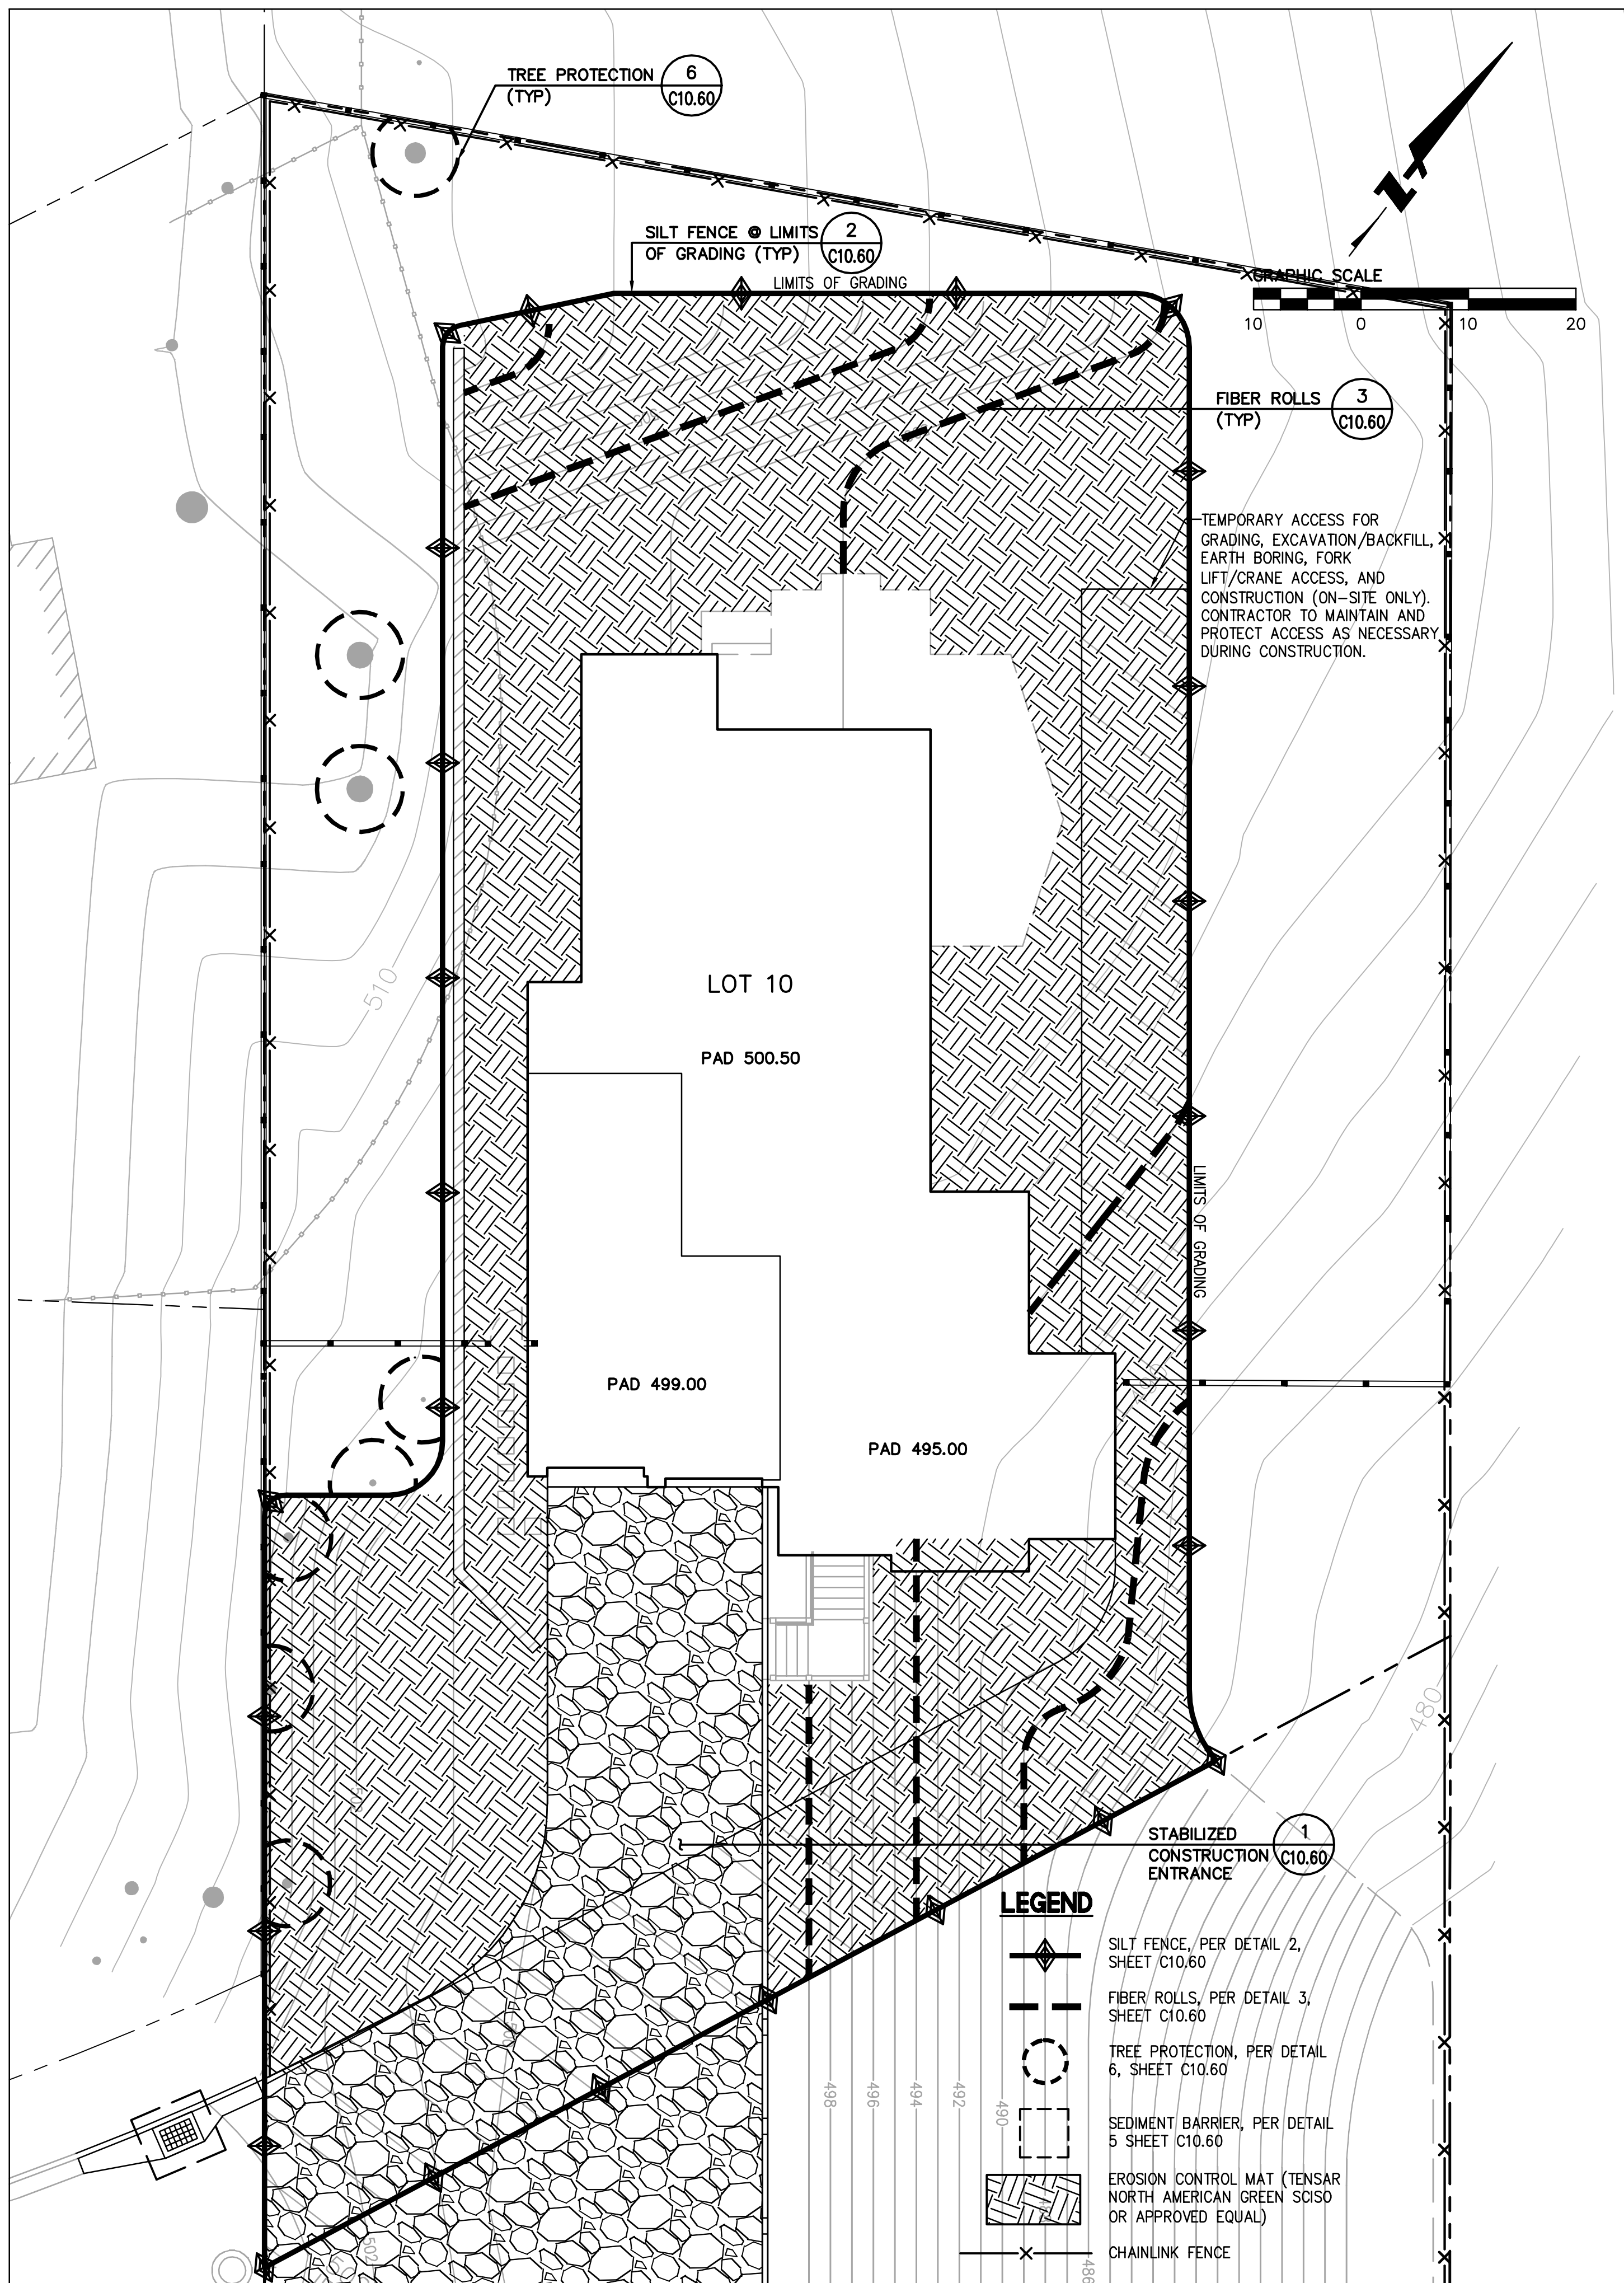 TREE PROTECTION
(TYP)
6
C10.60
N
SILT FENCE @ LIMITS
OF GRADING (TYP)
2
C10.60
LIMITS OF GRADING
GRAPHIC SCALE
10 0 10 20
FIBER ROLLS
(TYP)
3
C10.60
TEMPORARY ACCESS FOR
GRADING, EXCAVATION/BACKFILL,
EARTH BORING, FORK
LIFT/CRANE ACCESS, AND
CONSTRUCTION (ON-SITE ONLY).
CONTRACTOR TO MAINTAIN AND
PROTECT ACCESS AS NECESSARY
DURING CONSTRUCTION.
510
LOT 10
PAD 500.50
LIMITS OF GRADING
PAD 499.00
PAD 495.00
480
STABILIZED
CONSTRUCTION
ENTRANCE
1
C10.60
LEGEND
SILT FENCE, PER DETAIL 2,
SHEET C10.60
FIBER ROLLS, PER DETAIL 3,
SHEET C10.60
TREE PROTECTION, PER DETAIL
6, SHEET C10.60
SEDIMENT BARRIER, PER DETAIL
5 SHEET C10.60
EROSION CONTROL MAT (TENSAR
NORTH AMERICAN GREEN SC150
OR APPROVED EQUAL)
CHAINLINK FENCE
498
496
494
492
490
486
502